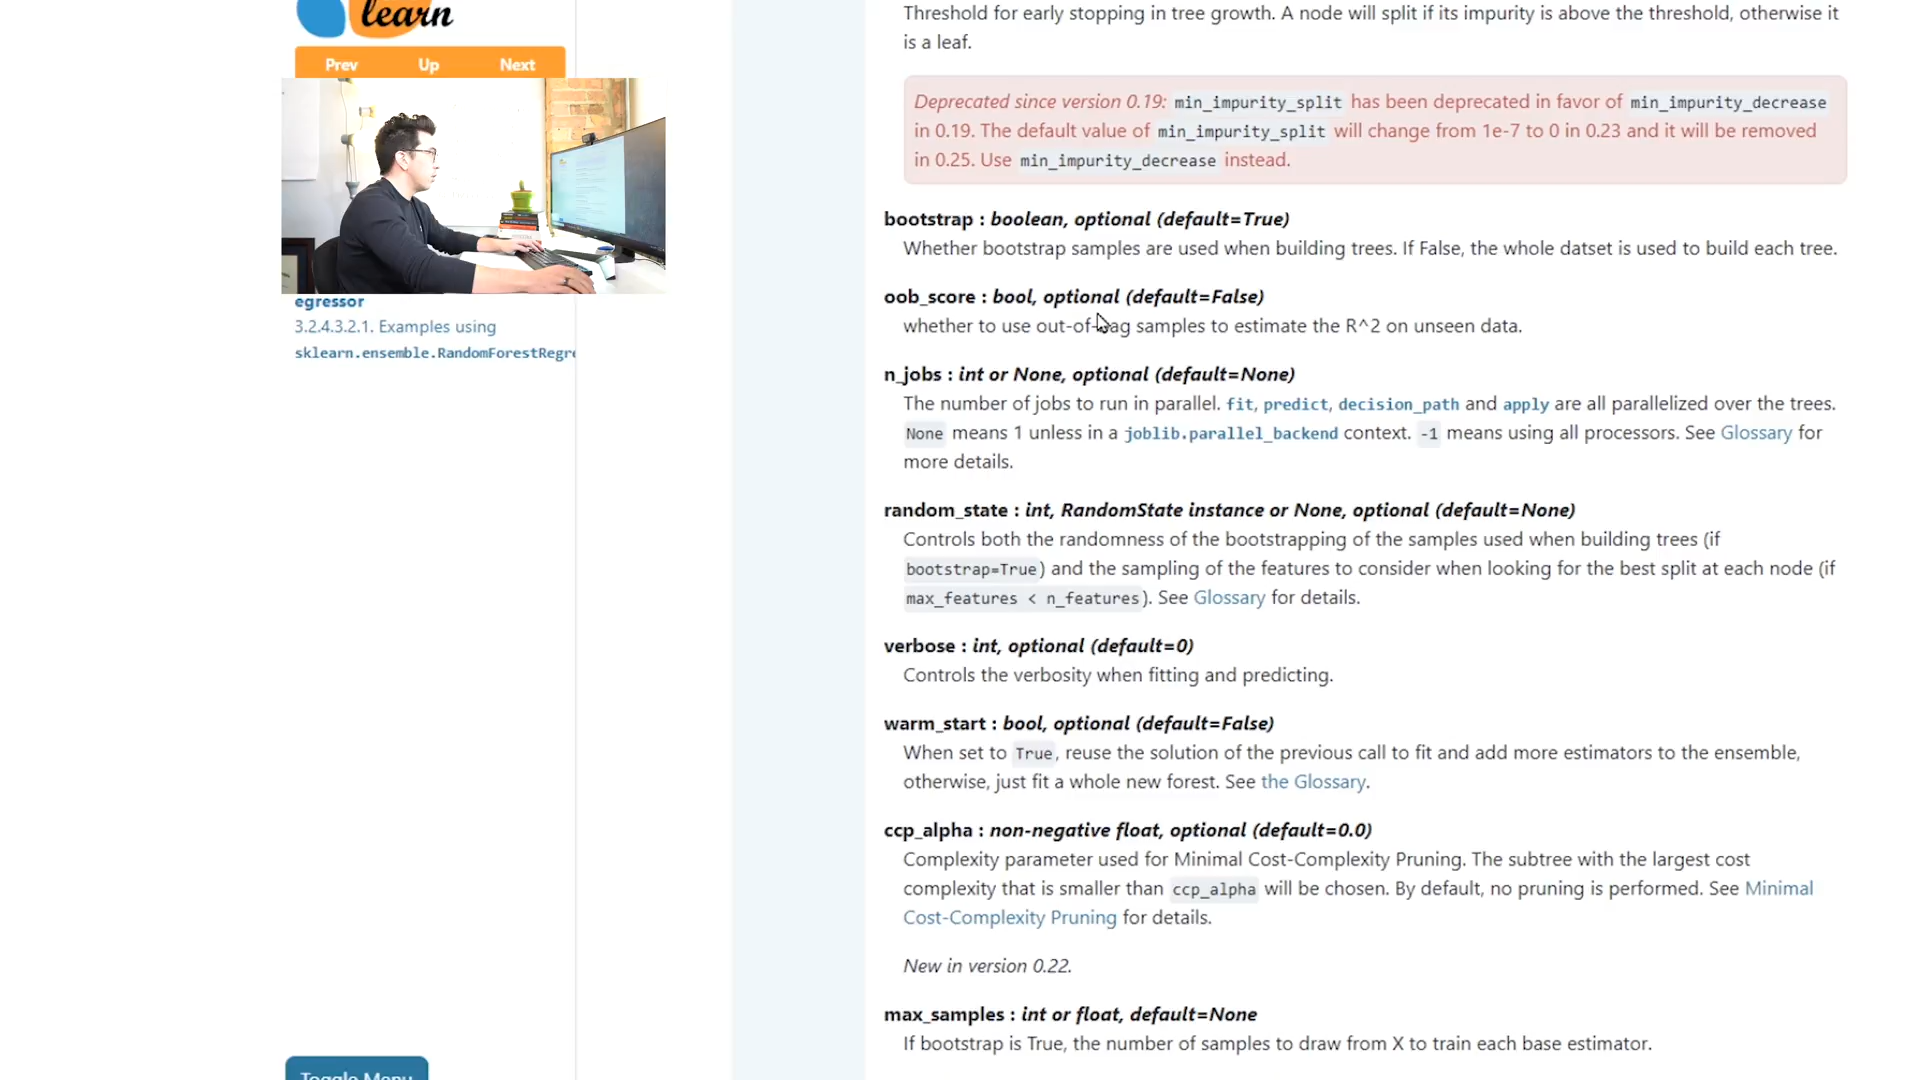 learn
Prev Up Next
egressor
3.2.4.3.2.1. Examples using
sklearn.ensemble.RandomForestRegre
Toggle Menu
Threshold for early stopping in tree growth. A node will split if its impurity is above the threshold, otherwise it
is a leaf.
Deprecated since version 0.19: min_impurity_split has been deprecated in favor of min_impurity_decrease
in 0.19. The default value of min_impurity_split will change from 1e-7 to 0 in 0.23 and it will be removed
in 0.25. Use min_impurity_decrease instead.
bootstrap : boolean, optional (default=True)
Whether bootstrap samples are used when building trees. If False, the whole datset is used to build each tree.
oob_score : bool, optional (default=False)
whether to use out-of-bag samples to estimate the R^2 on unseen data.
n_jobs : int or None, optional (default=None)
The number of jobs to run in parallel. fit, predict, decision_path and apply are all parallelized over the trees.
None means 1 unless in a joblib.parallel_backend context. -1 means using all processors. See Glossary for
more details.
random_state : int, RandomState instance or None, optional (default=None)
Controls both the randomness of the bootstrapping of the samples used when building trees (if
bootstrap=True) and the sampling of the features to consider when looking for the best split at each node (if
max_features < n_features). See Glossary for details.
verbose : int, optional (default=0)
Controls the verbosity when fitting and predicting.
warm_start : bool, optional (default=False)
When set to True, reuse the solution of the previous call to fit and add more estimators to the ensemble,
otherwise, just fit a whole new forest. See the Glossary.
ccp_alpha : non-negative float, optional (default=0.0)
Complexity parameter used for Minimal Cost-Complexity Pruning. The subtree with the largest cost
complexity that is smaller than ccp_alpha will be chosen. By default, no pruning is performed. See Minimal
Cost-Complexity Pruning for details.
New in version 0.22.
max_samples : int or float, default=None
If bootstrap is True, the number of samples to draw from X to train each base estimator.